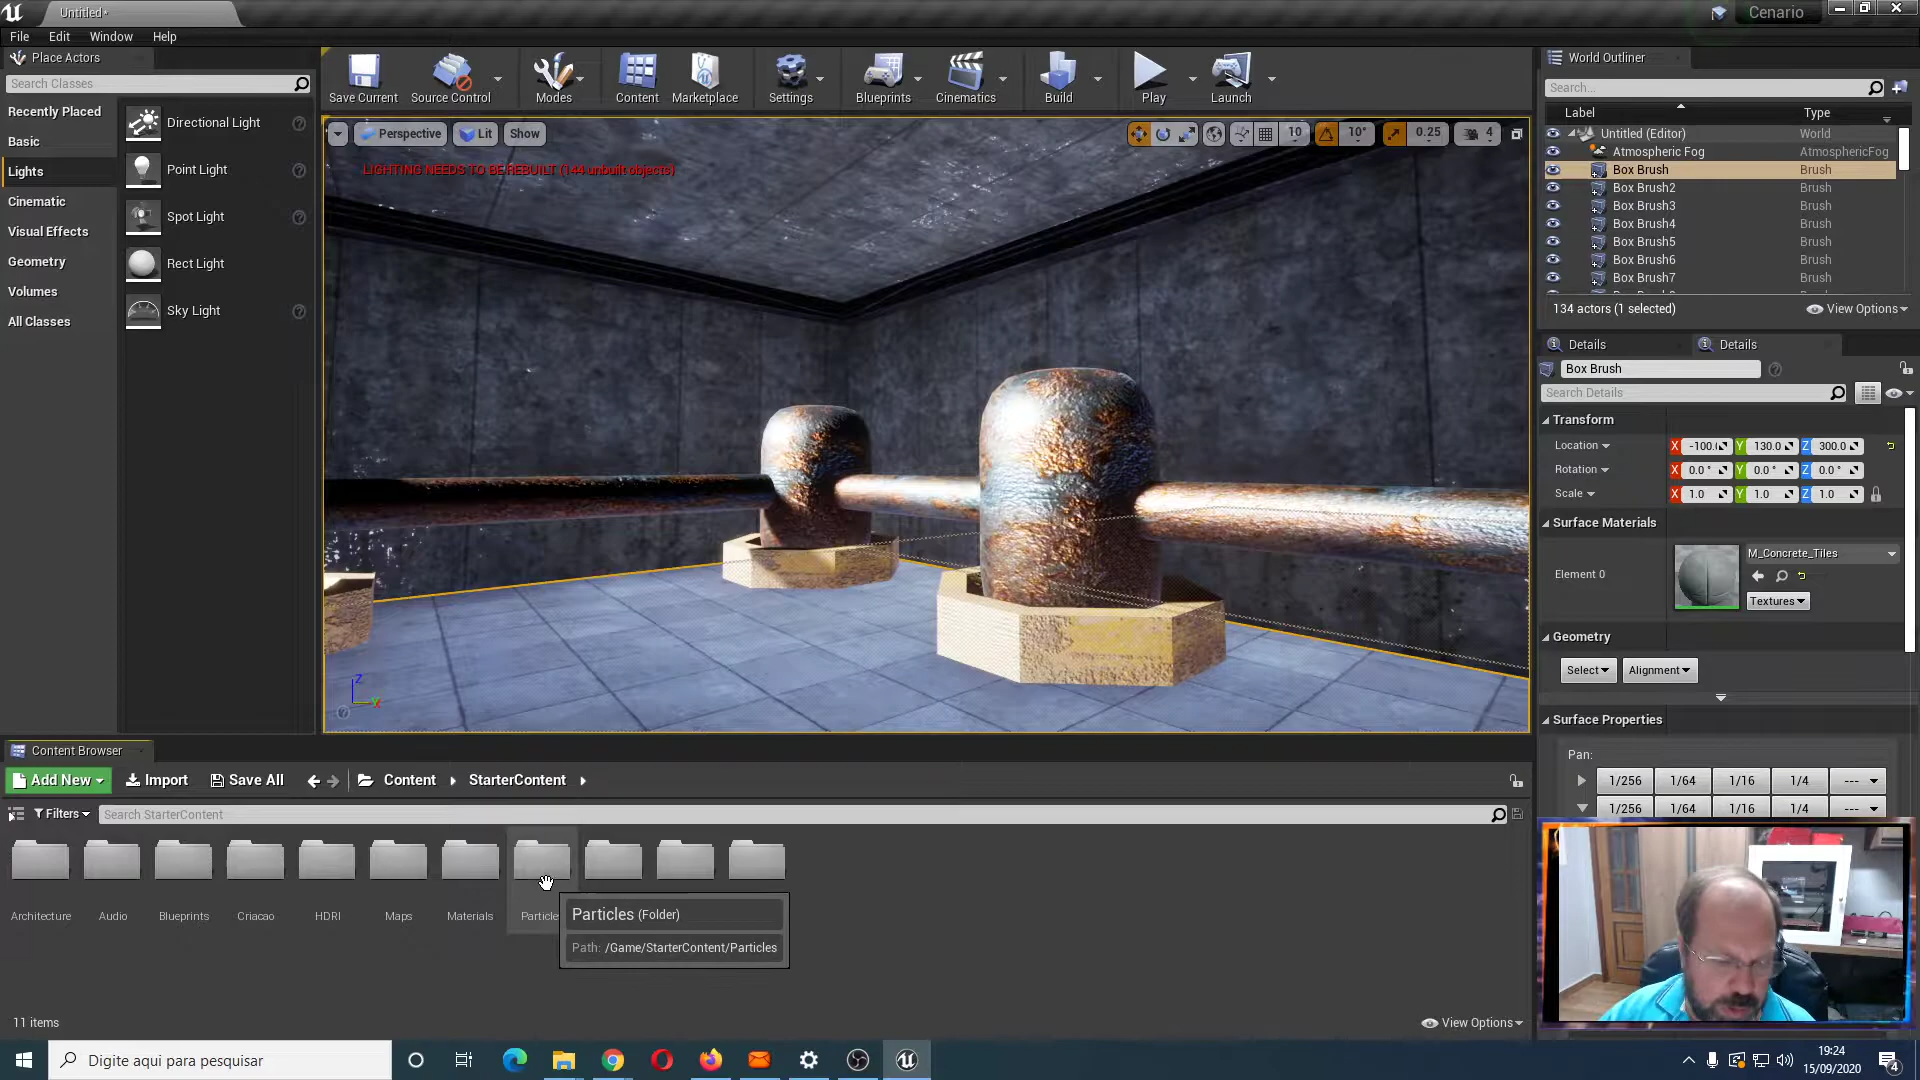 Untitled*
Cenario
File Edit Window Help
Place Actors
Search Classes
Recently Placed
Basic
Lights
Cinematic
Visual Effects
Geometry
Volumes
All Classes
Directional Light
Point Light
Spot Light
Rect Light
Sky Light
Save Current
Source Control
Modes
Content
Marketplace
Settings
Blueprints
Cinematics
Build
Play
Launch
Perspective
Lit
Show
10
10°
0.25
4
LIGHTING NEEDS TO BE REBUILT (144 unbuilt objects)
World Outliner
Search...
Label Type
Untitled (Editor) World
Atmospheric Fog AtmosphericFog
Box Brush Brush
Box Brush2 Brush
Box Brush3 Brush
Box Brush4 Brush
Box Brush5 Brush
Box Brush6 Brush
Box Brush7 Brush
134 actors (1 selected)
View Options
Details Details
Box Brush
Search Details
Transform
Location X -100.( Y 130.0 Z 300.0
Rotation X 0.0 ° Y 0.0 ° Z 0.0 °
Scale X 1.0 Y 1.0 Z 1.0
Surface Materials
Element 0
M_Concrete_Tiles
Textures
Geometry
Select Alignment
Surface Properties
Pan:
1/256 1/64 1/16 1/4 ---
1/256 1/64 1/16 1/4 ---
Z
Content Browser
Add New Import Save All Content StarterContent
Filters Search StarterContent
Architecture Audio Blueprints Criacao HDRI Maps Materials Particle
Particles (Folder)
Path: /Game/StarterContent/Particles
11 items
View Options
Digite aqui para pesquisar
19:24
15/09/2020
4